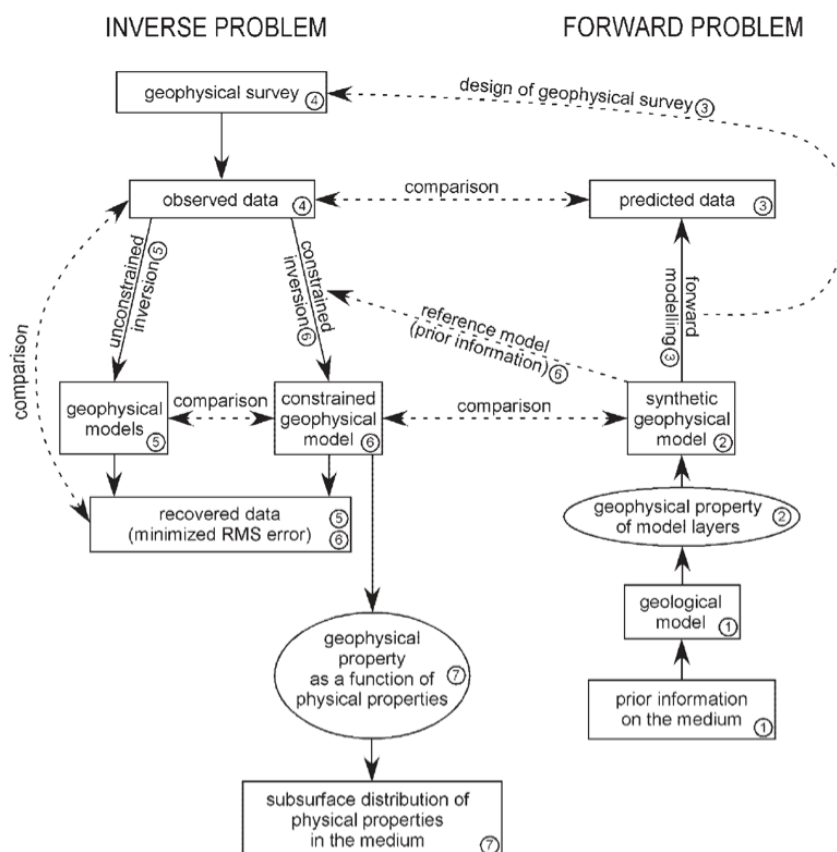 INVERSE PROBLEM
FORWARD PROBLEM
geophysical survey ④
design of geophysical survey ③
observed data ④
comparison
predicted data ③
unconstrained
inversion ⑤
constrained
inversion ⑥
reference model
(prior information) ⑥
forward
modelling ③
comparison
geophysical
models ⑤
comparison
constrained
geophysical
model ⑥
comparison
synthetic
geophysical
model ②
recovered data ⑤
(minimized RMS error) ⑥
geophysical property
of model layers ②
geological
model ①
prior information
on the medium ①
geophysical
property
as a function of ⑦
physical properties
subsurface distribution of
physical properties
in the medium ⑦